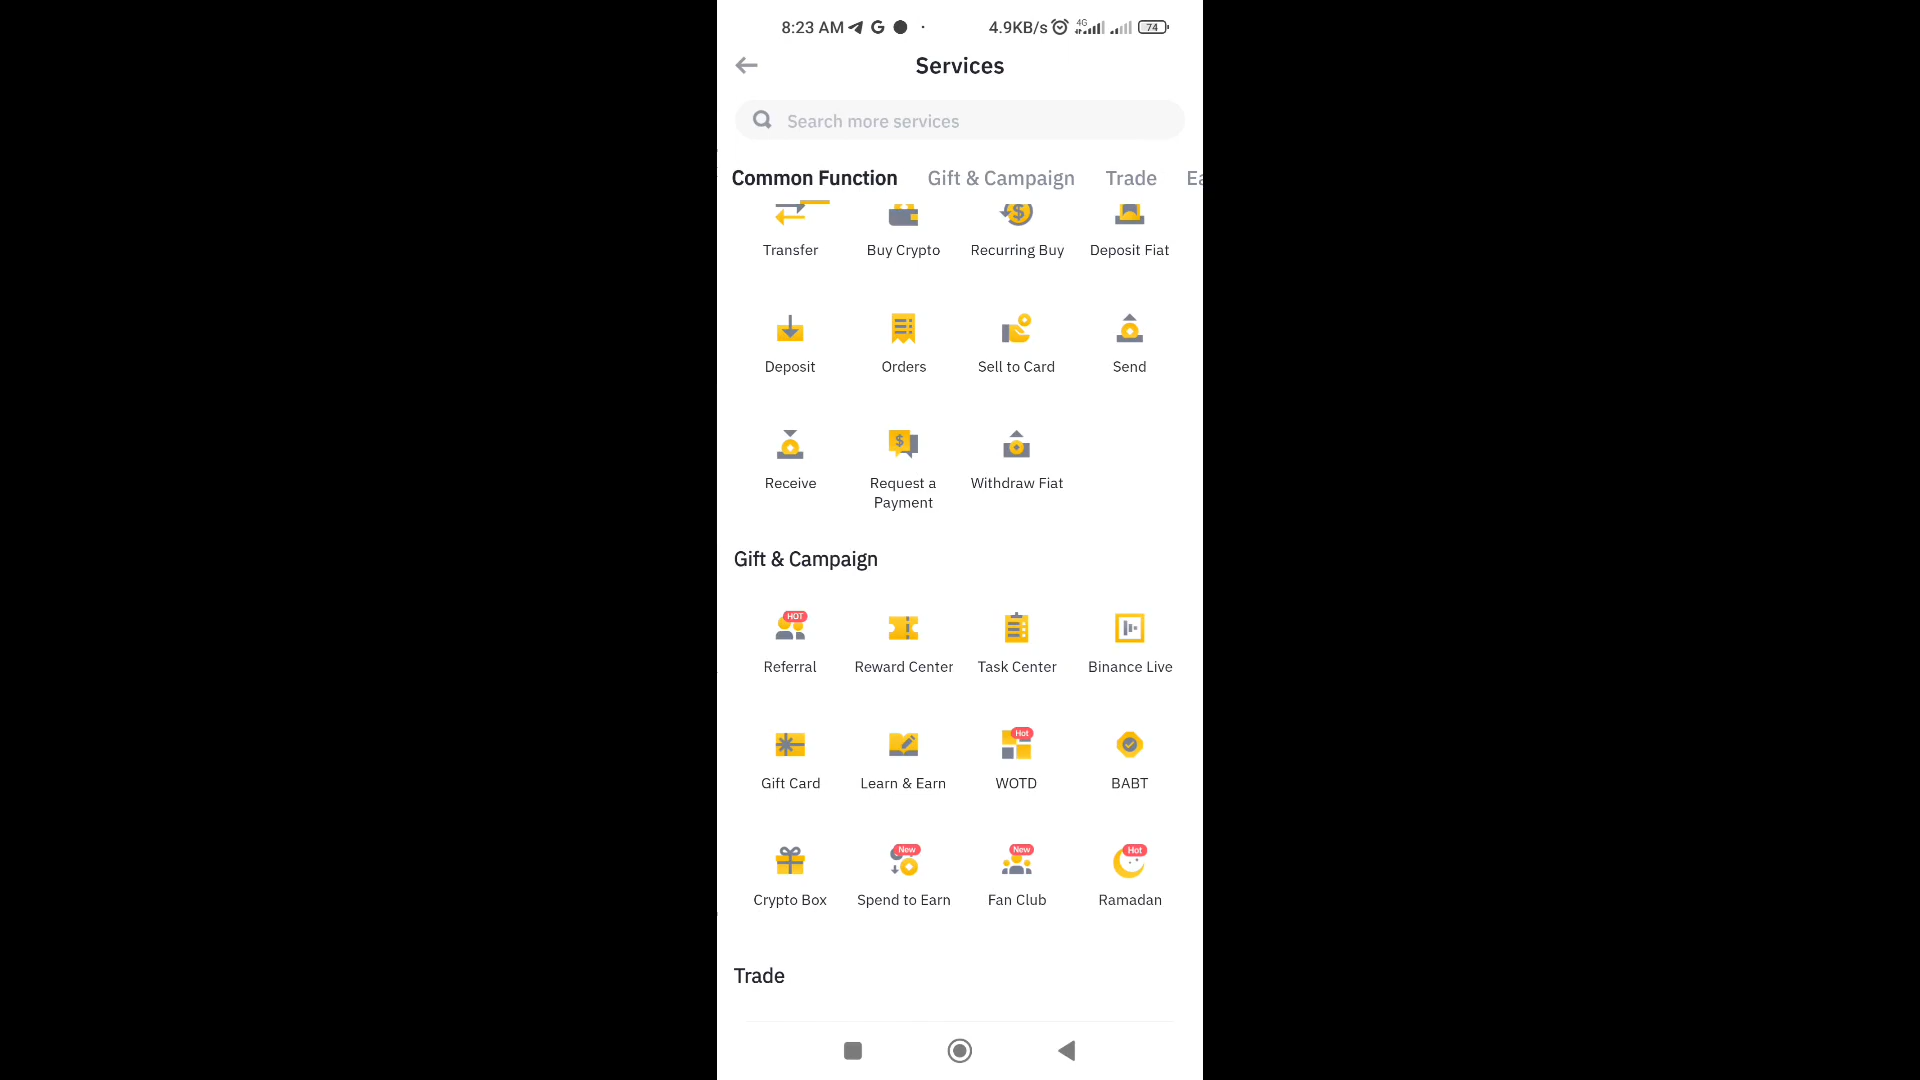 8:23 AM
4.9KB/s 4G 74
Services
Search more services
Common Function Gift & Campaign Trade Ea
Transfer Buy Crypto Recurring Buy Deposit Fiat
Deposit Orders Sell to Card Send
Receive Request a Payment Withdraw Fiat
Gift & Campaign
HOT
Referral Reward Center Task Center Binance Live
Hot
Gift Card Learn & Earn WOTD BABT
New New Hot
Crypto Box Spend to Earn Fan Club Ramadan
Trade